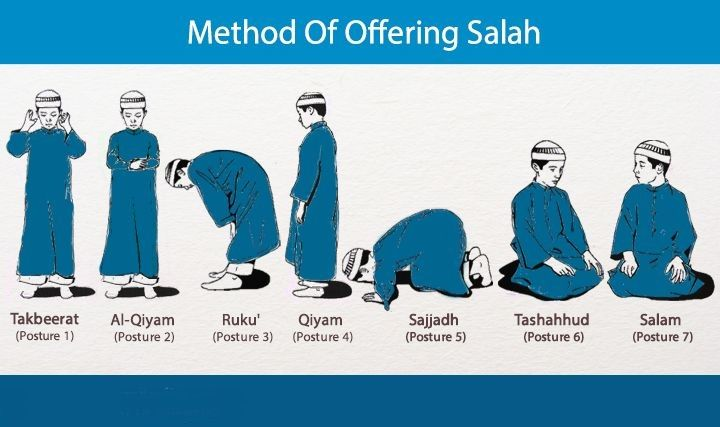 Method Of Offering Salah
Takbeerat
(Posture 1)
Al-Qiyam
(Posture 2)
Ruku'
(Posture 3)
Qiyam
(Posture 4)
Sajjadh
(Posture 5)
Tashahhud
(Posture 6)
Salam
(Posture 7)